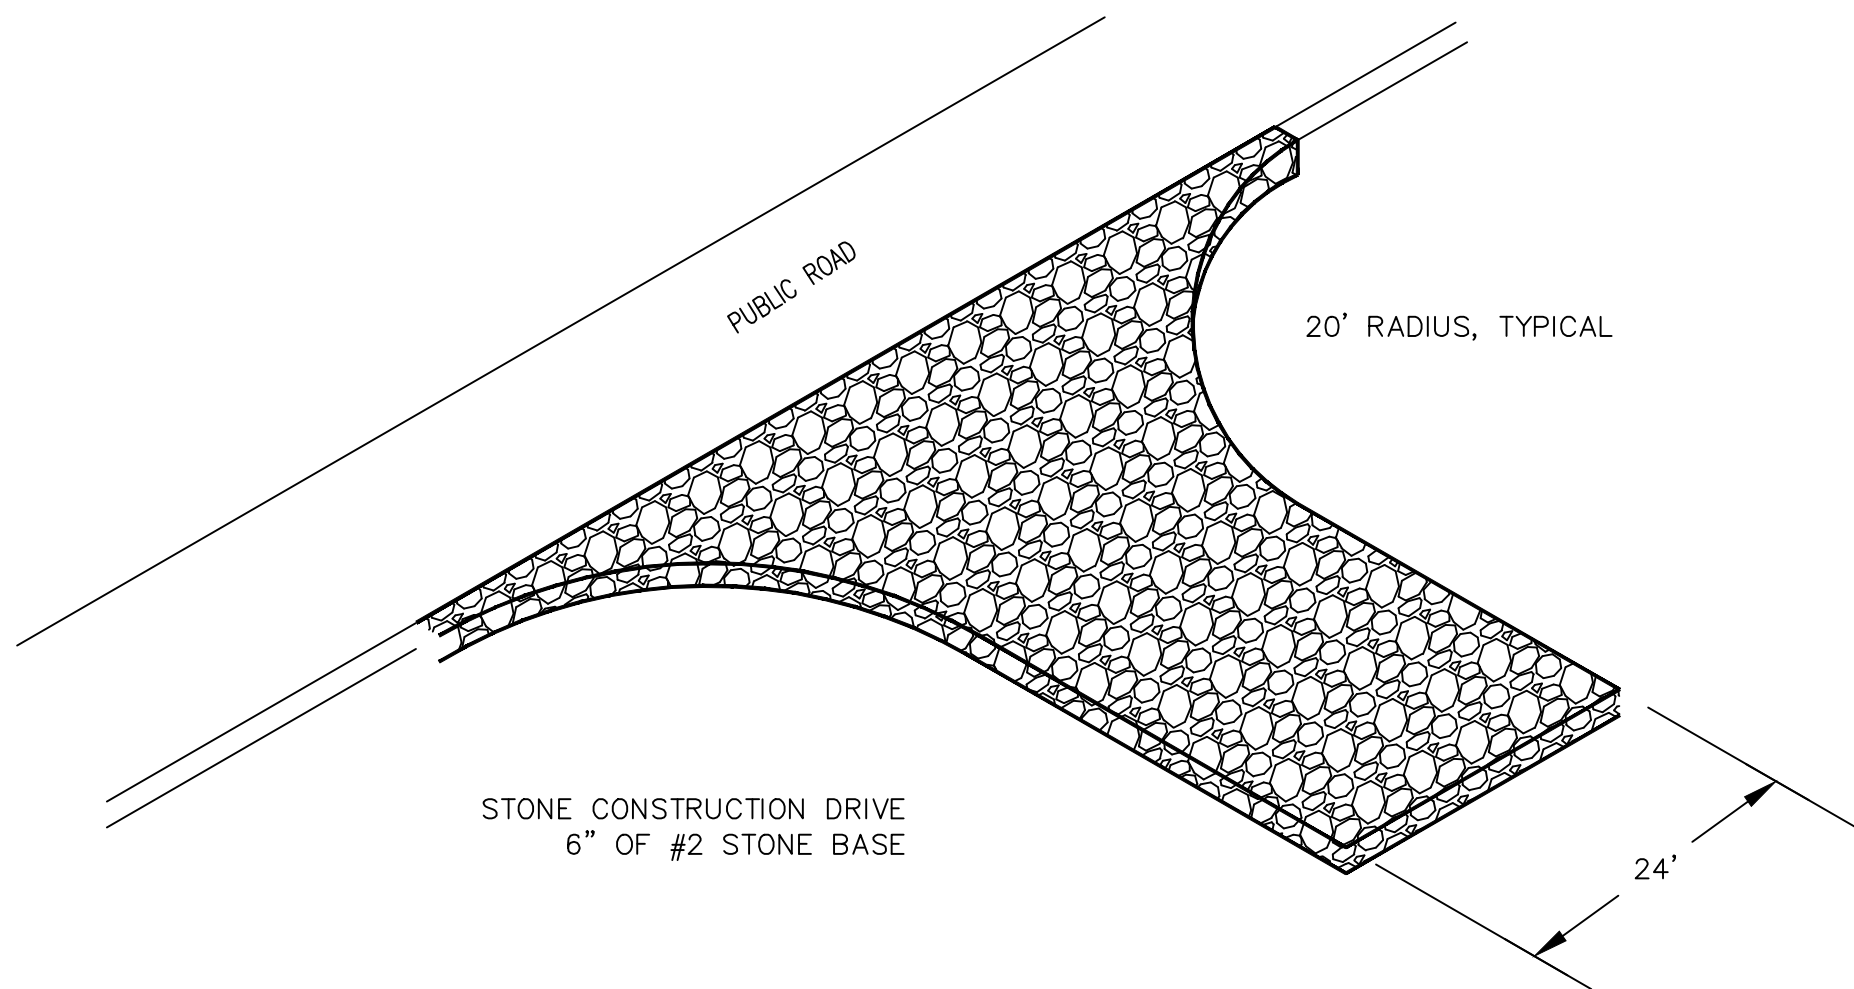 PUBLIC ROAD
20' RADIUS, TYPICAL
STONE CONSTRUCTION DRIVE
6" OF #2 STONE BASE
24'